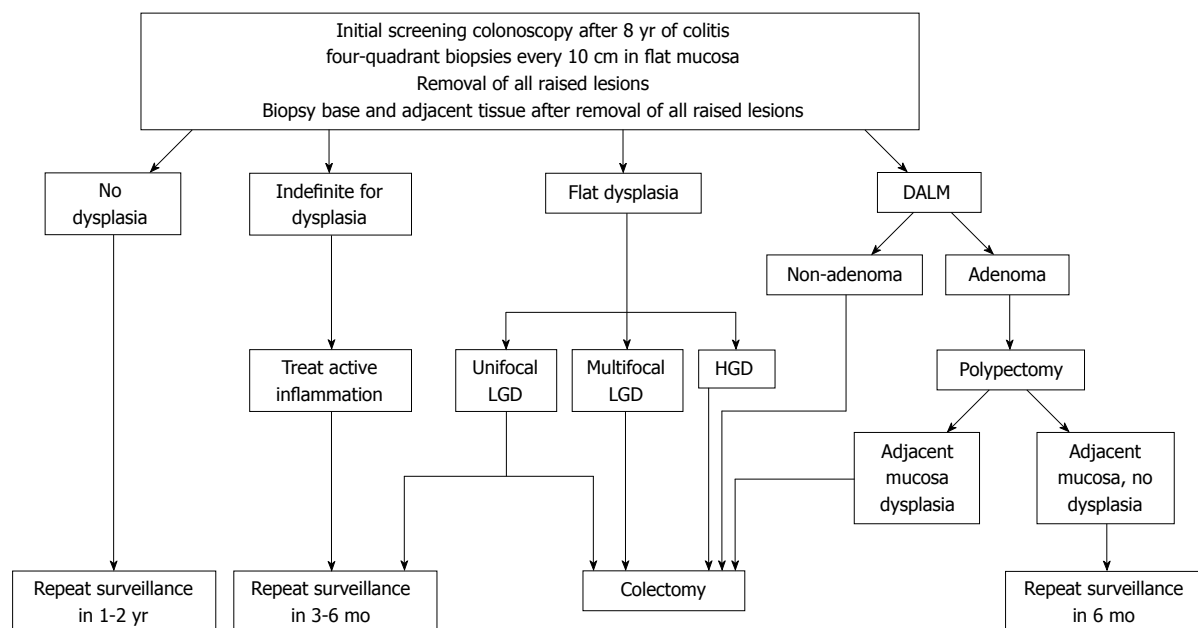 Initial screening colonoscopy after 8 yr of colitis
four-quadrant biopsies every 10 cm in flat mucosa
Removal of all raised lesions
Biopsy base and adjacent tissue after removal of all raised lesions
No
dysplasia
Indefinite for
dysplasia
Flat dysplasia
DALM
Non-adenoma
Adenoma
Treat active
inflammation
Unifocal
LGD
Multifocal
LGD
HGD
Polypectomy
Adjacent
mucosa
dysplasia
Adjacent
mucosa, no
dysplasia
Repeat surveillance
in 1-2 yr
Repeat surveillance
in 3-6 mo
Colectomy
Repeat surveillance
in 6 mo